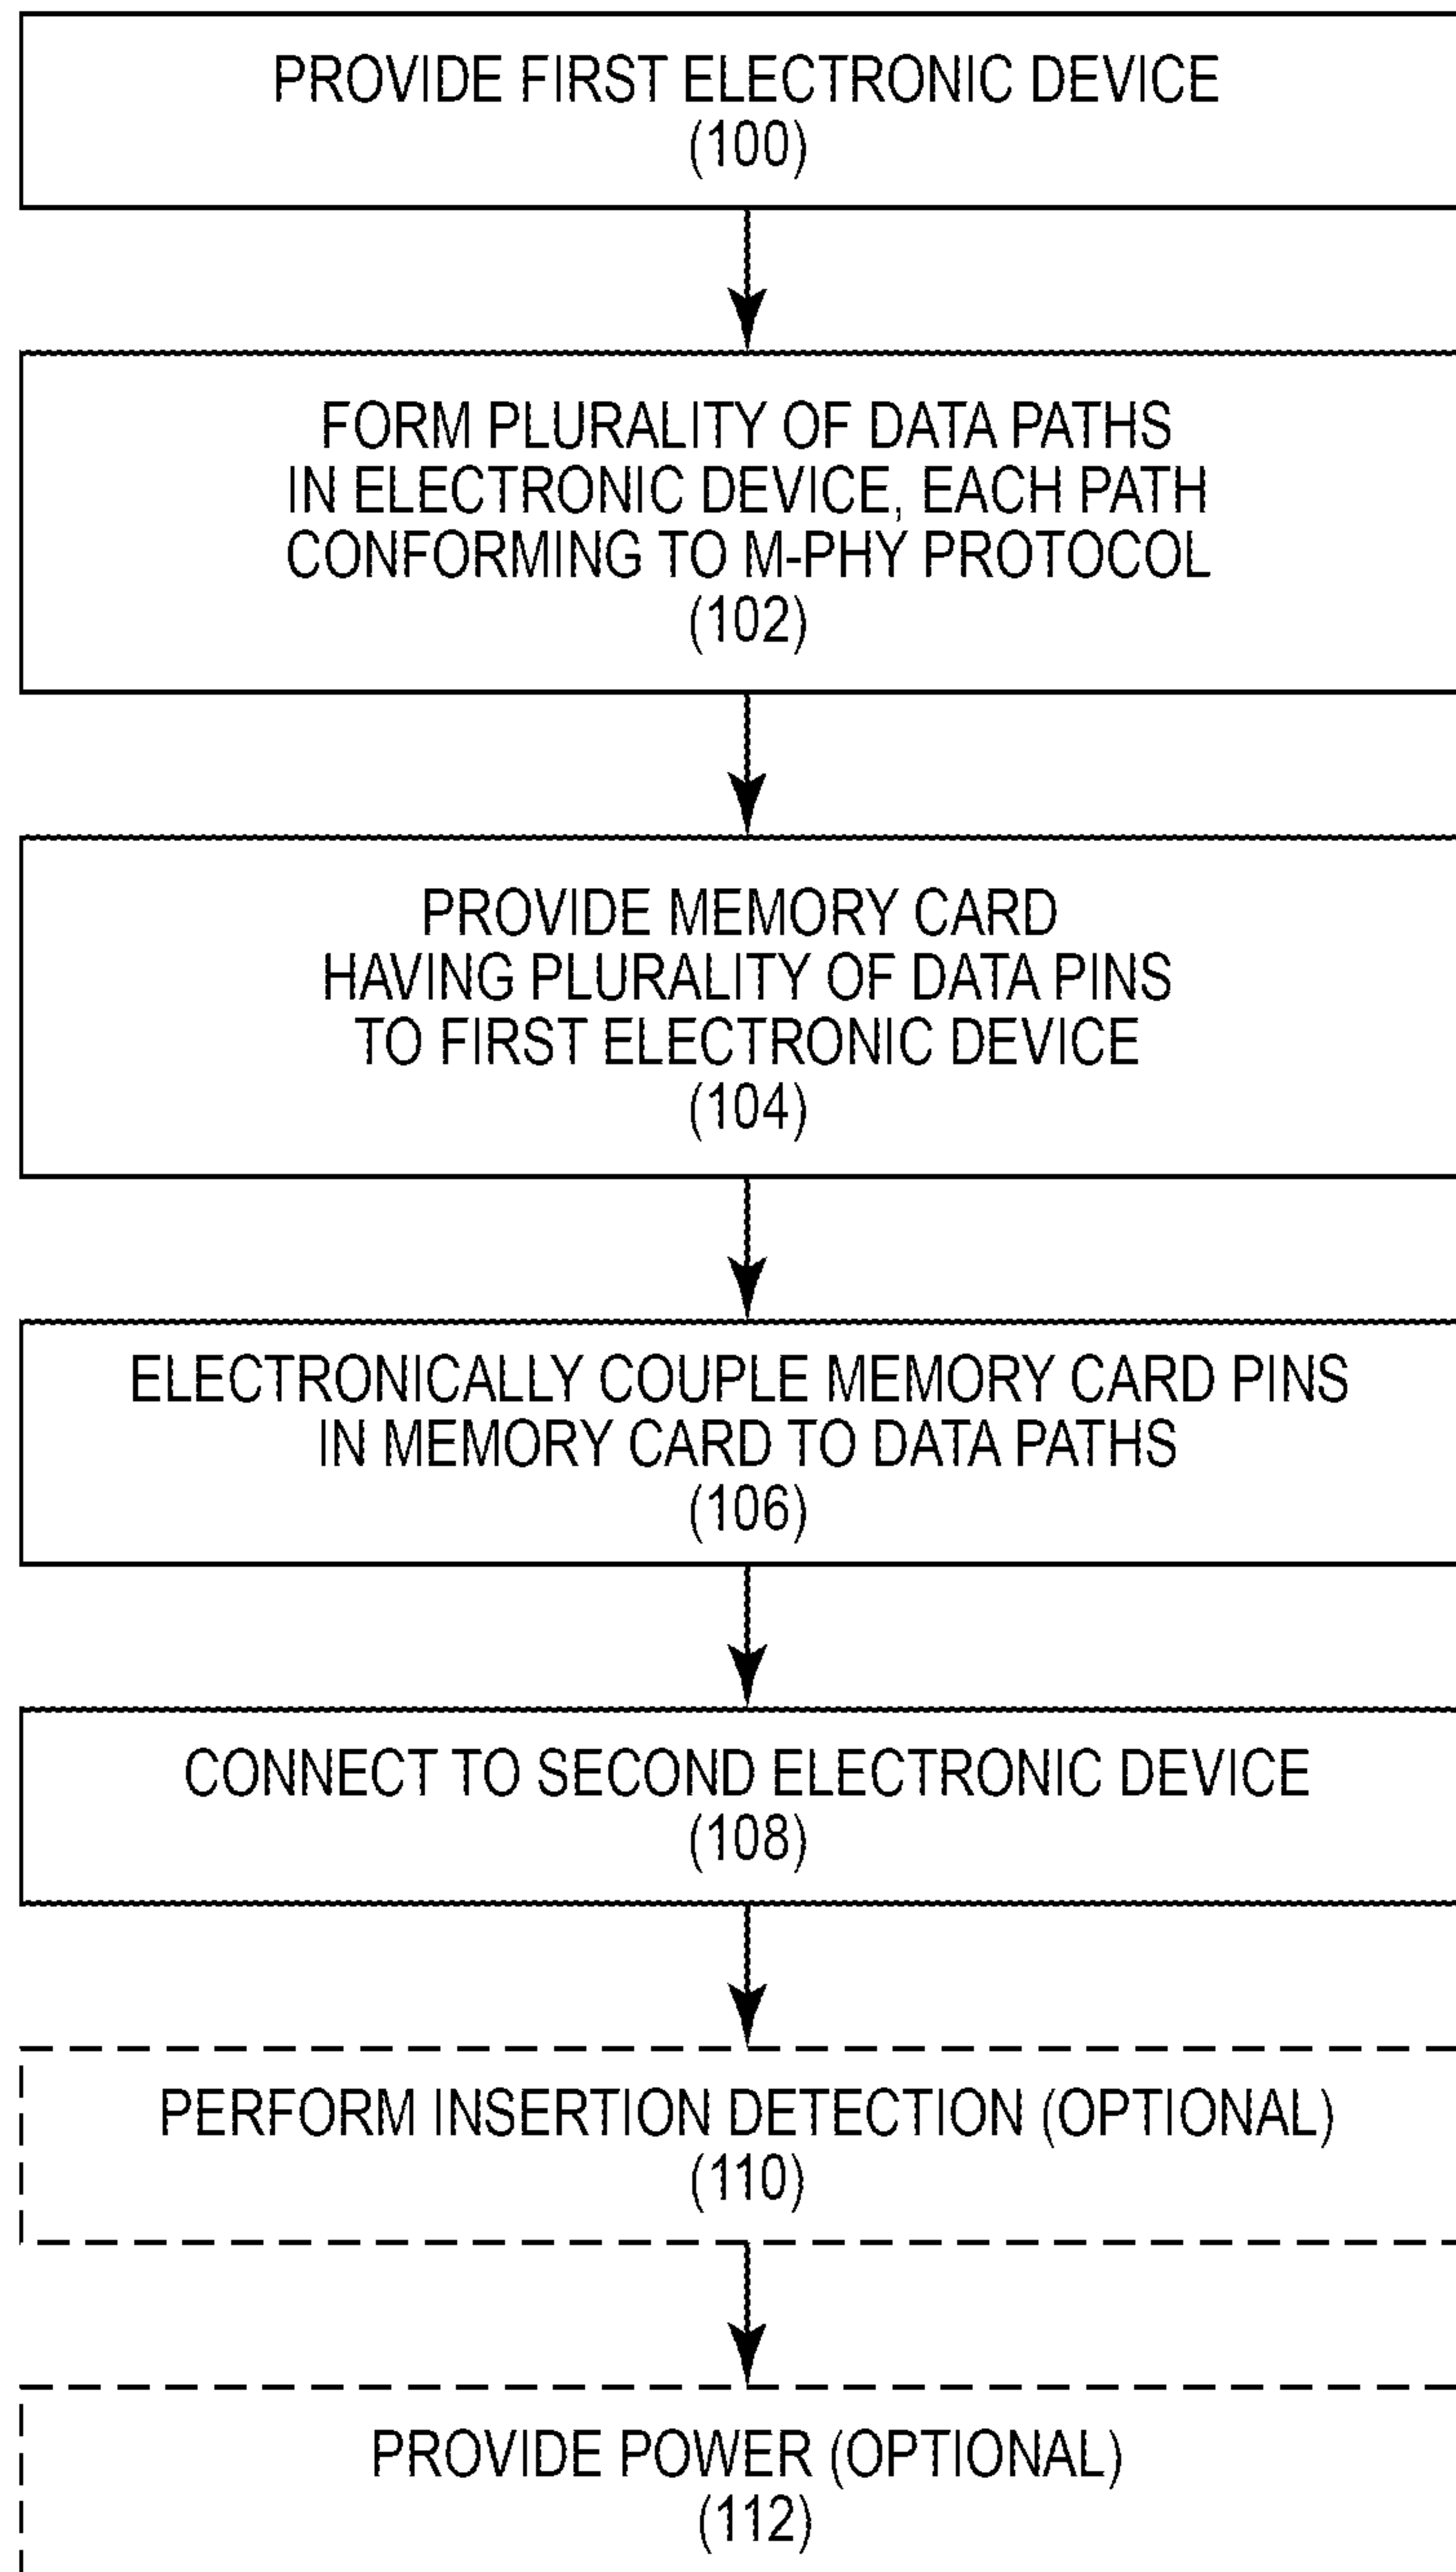 PROVIDE FIRST ELECTRONIC DEVICE
(100)
FORM PLURALITY OF DATA PATHS
IN ELECTRONIC DEVICE, EACH PATH
CONFORMING TO M-PHY PROTOCOL
(102)
PROVIDE MEMORY CARD
HAVING PLURALITY OF DATA PINS
TO FIRST ELECTRONIC DEVICE
(104)
ELECTRONICALLY COUPLE MEMORY CARD PINS
IN MEMORY CARD TO DATA PATHS
(106)
CONNECT TO SECOND ELECTRONIC DEVICE
(108)
PERFORM INSERTION DETECTION (OPTIONAL)
(110)
PROVIDE POWER (OPTIONAL)
(112)